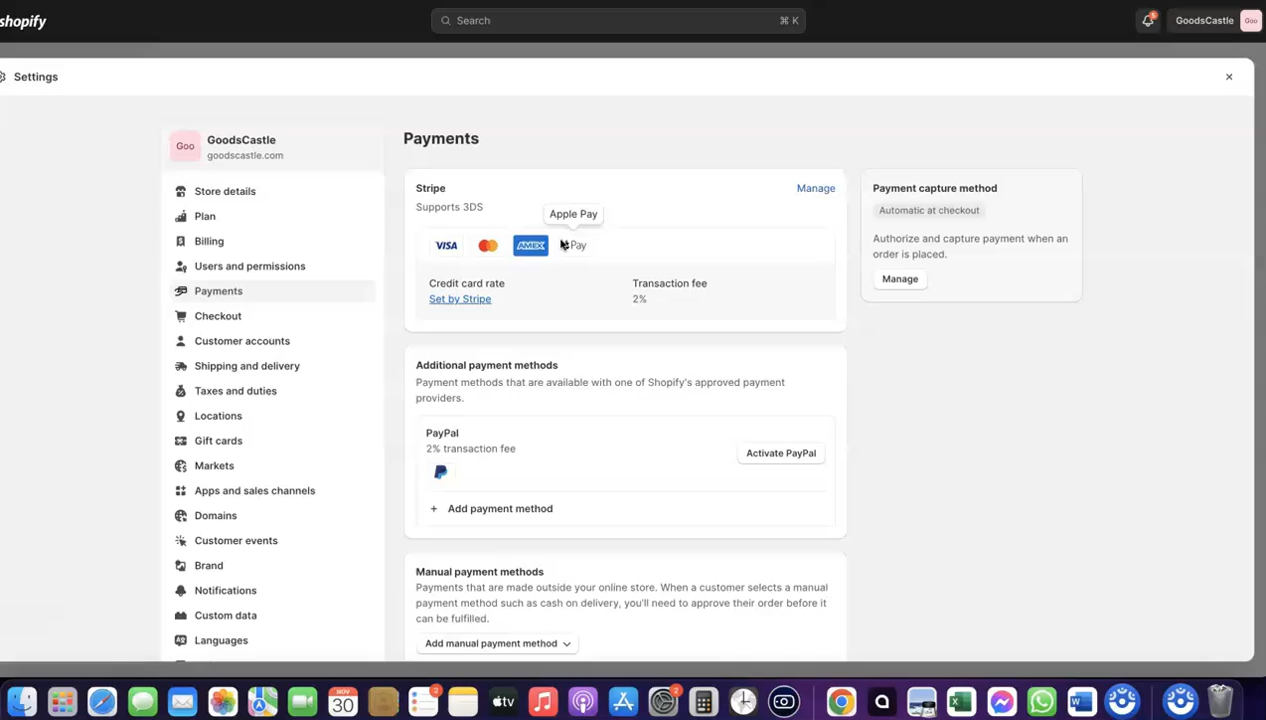 shopify
Search
⌘ K
5
GoodsCastle
Goo
Settings
×
Goo
GoodsCastle
goodscastle.com
Store details
Plan
Billing
Users and permissions
Payments
Checkout
Customer accounts
Shipping and delivery
Taxes and duties
Locations
Gift cards
Markets
Apps and sales channels
Domains
Customer events
Brand
Notifications
Custom data
Languages
Payments
Stripe
Manage
Supports 3DS
Apple Pay
VISA
AMEX
Pay
Credit card rate
Transaction fee
Set by Stripe
2%
Additional payment methods
Payment methods that are available with one of Shopify's approved payment
providers.
PayPal
2% transaction fee
Activate PayPal
+ Add payment method
Manual payment methods
Payments that are made outside your online store. When a customer selects a manual
payment method such as cash on delivery, you'll need to approve their order before it
can be fulfilled.
Add manual payment method
Payment capture method
Automatic at checkout
Authorize and capture payment when an
order is placed.
Manage
NOV
30
2
tv
2